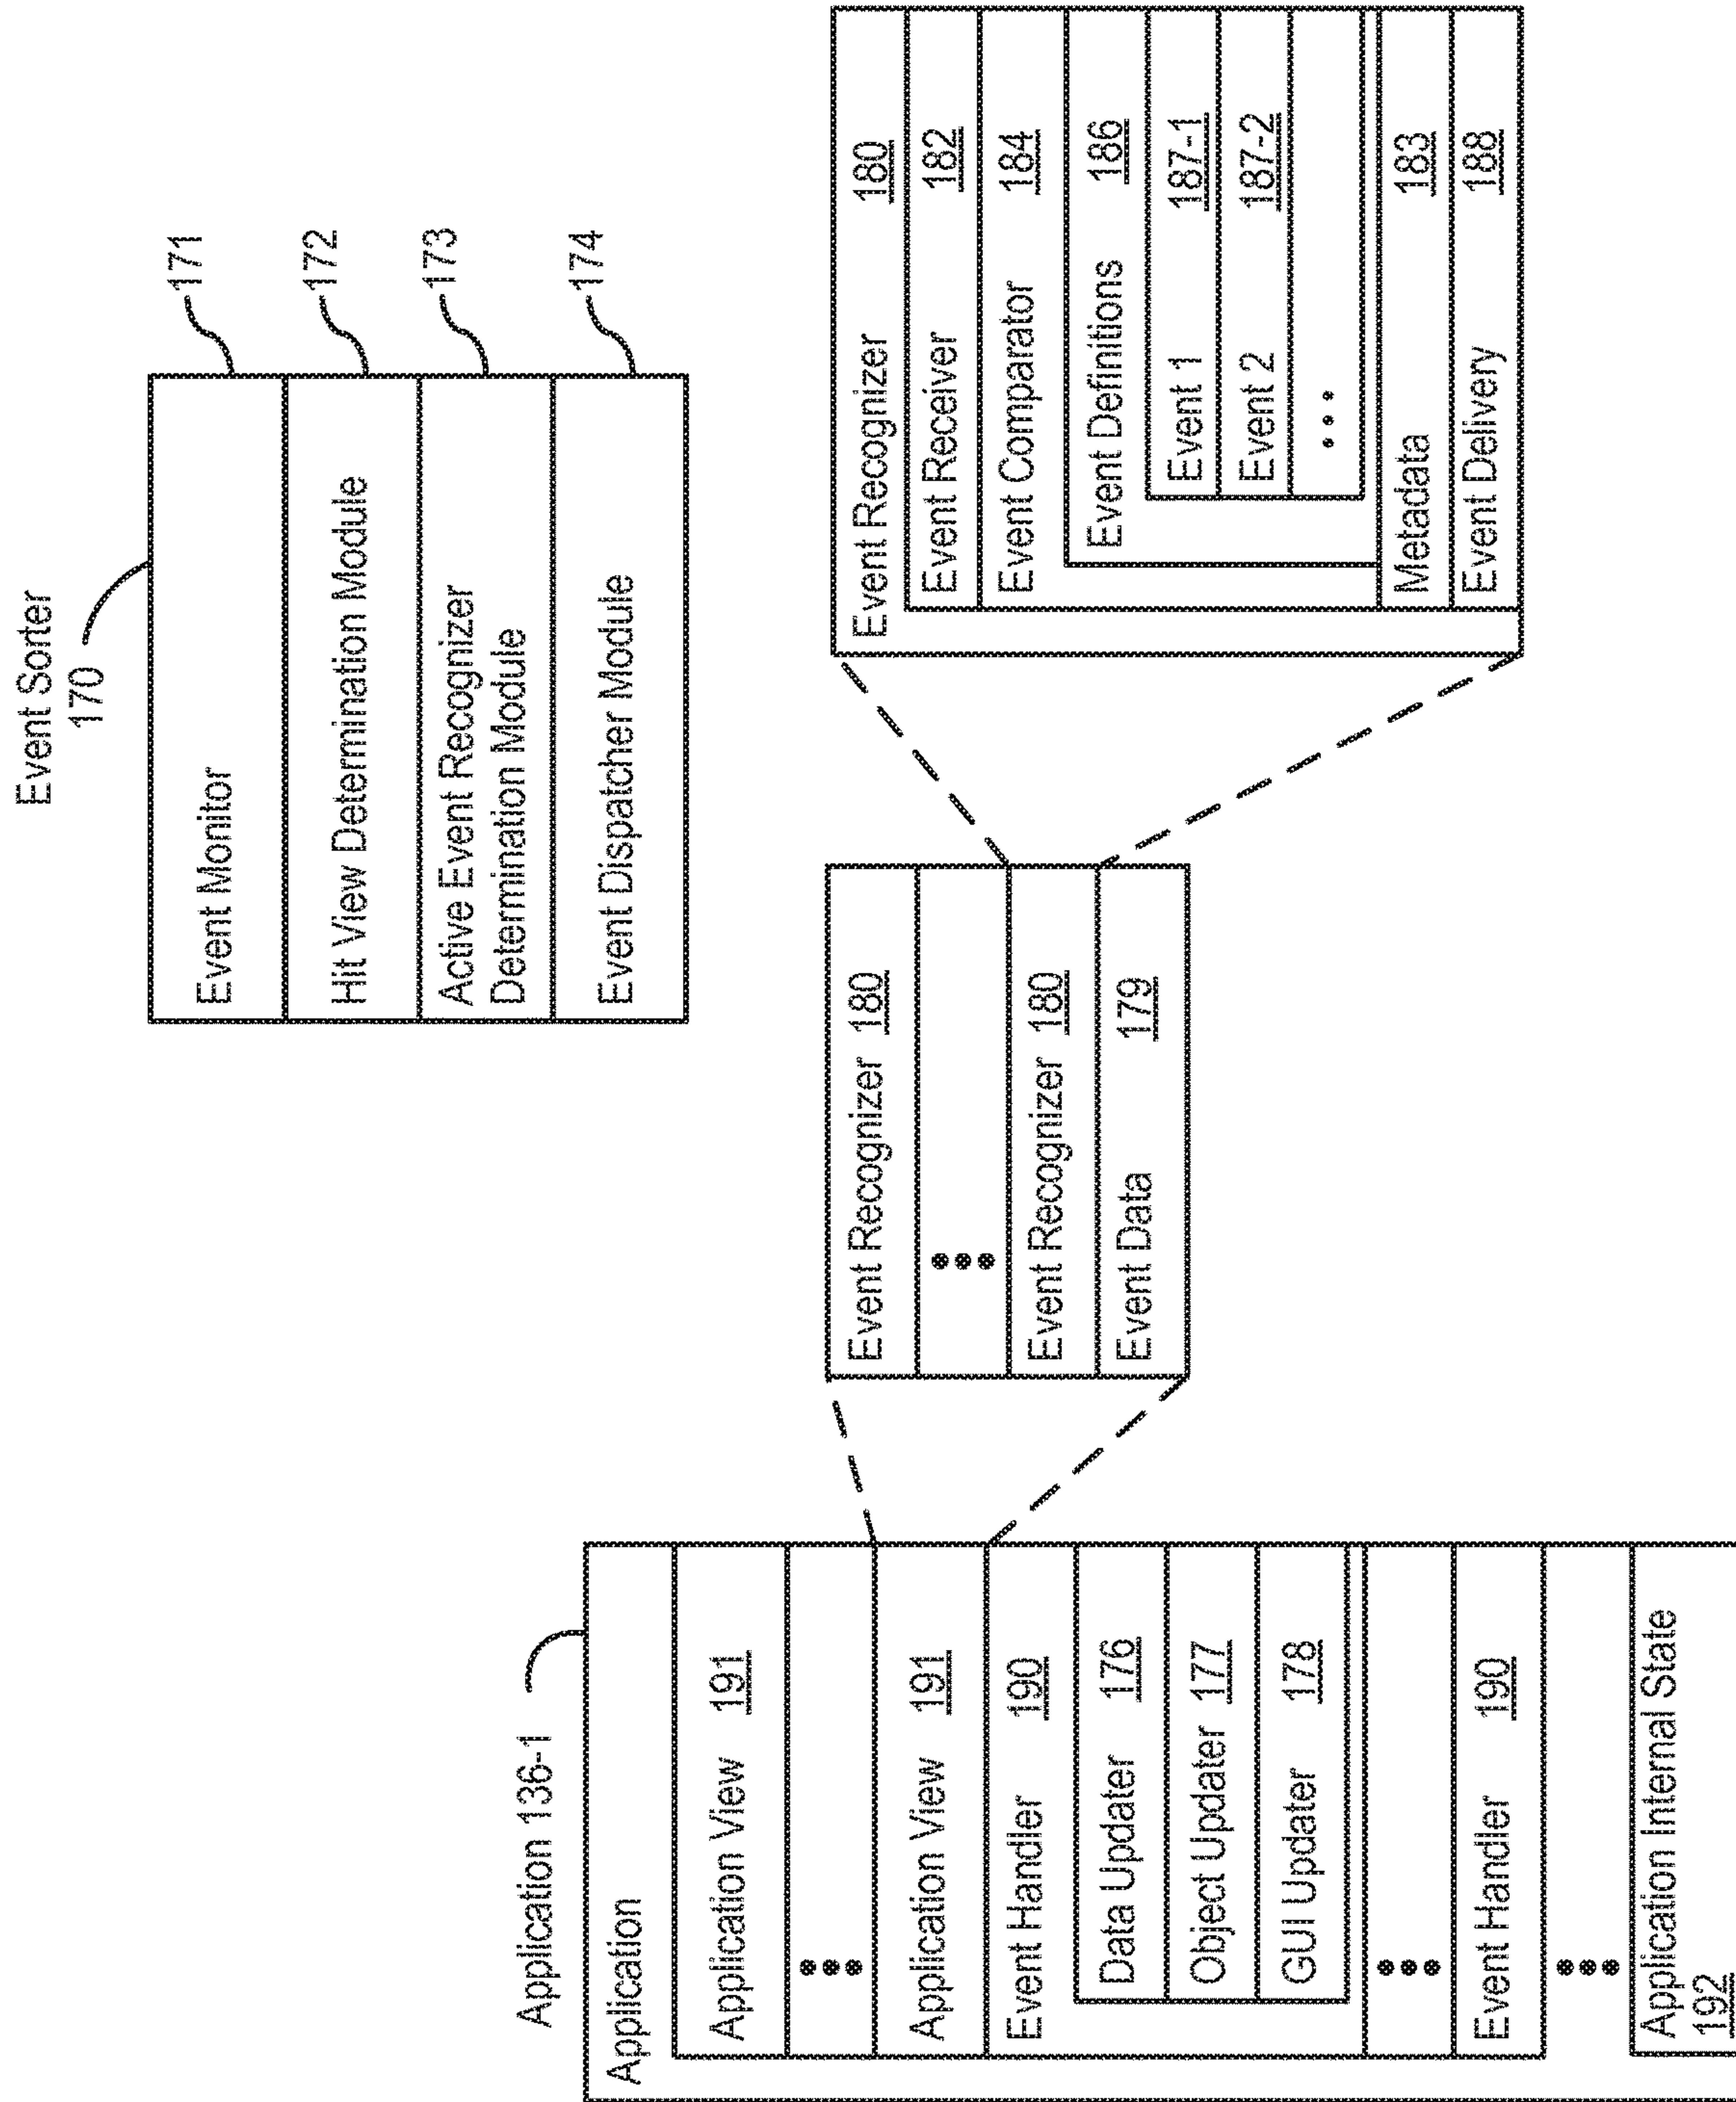 Event Sorter
170
Event Monitor
171
Hit View Determination Module
172
Active Event Recognizer
Determination Module
173
Event Dispatcher Module
174
Application 136-1
Application
Application View 191
Application View 191
Event Handler 190
Data Updater 176
Object Updater 177
GUI Updater 178
Event Handler 190
Application Internal State
192
Event Recognizer 180
Event Recognizer 180
Event Data 179
Event Recognizer 180
Event Receiver 182
Event Comparator 184
Event Definitions 186
Event 1 187-1
Event 2 187-2
Metadata 183
Event Delivery 188